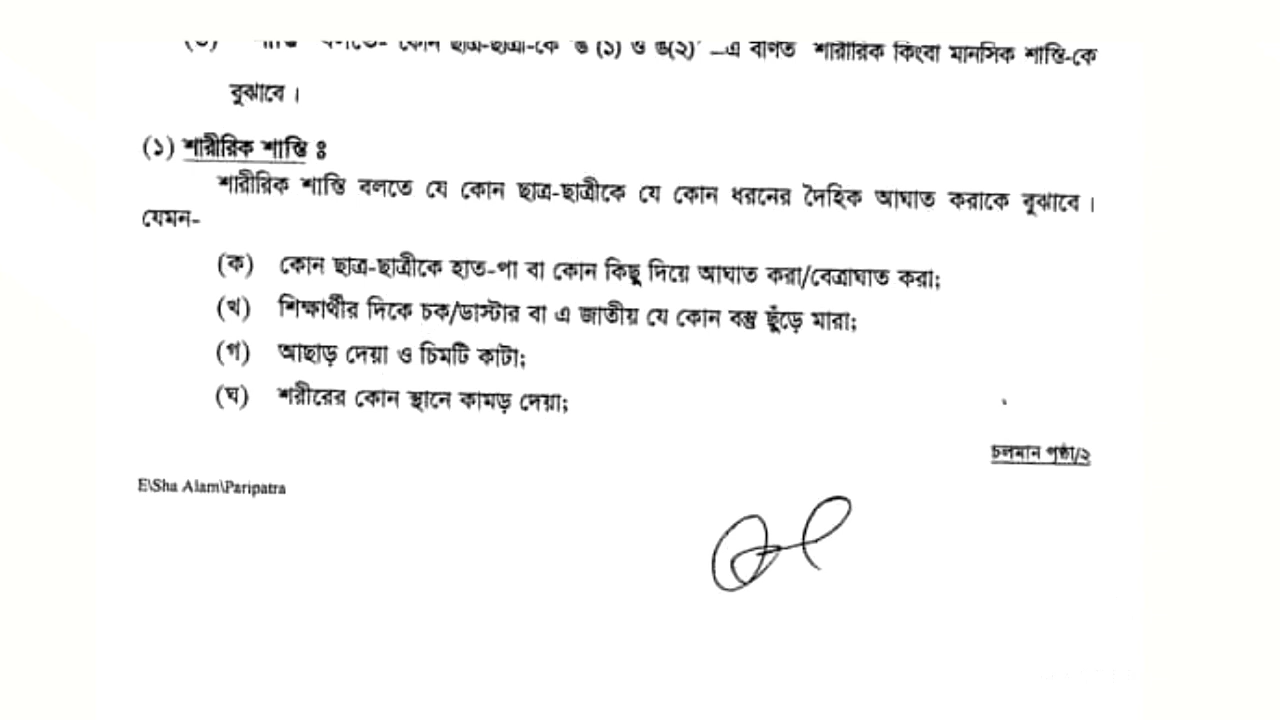 (ঙ) শাস্তি বলতে- কোন ছাত্র-ছাত্রী-কে ঙ (১) ও ঙ(২)' –এ বর্ণিত শারীরিক কিংবা মানসিক শাস্তি-কে
বুঝাবে ।
(১) শারীরিক শাস্তি ঃ
শারীরিক শাস্তি বলতে যে কোন ছাত্র-ছাত্রীকে যে কোন ধরনের দৈহিক আঘাত করাকে বুঝাবে ।
যেমন-
(ক) কোন ছাত্র-ছাত্রীকে হাত-পা বা কোন কিছু দিয়ে আঘাত করা/বেত্রাঘাত করা;
(খ) শিক্ষার্থীর দিকে চক/ডাস্টার বা এ জাতীয় যে কোন বস্তু ছুঁড়ে মারা;
(গ) আছাড় দেয়া ও চিমটি কাটা;
(ঘ) শরীরের কোন স্থানে কামড় দেয়া;
চলমান পৃষ্ঠা/২
E\Sha Alam\Paripatra